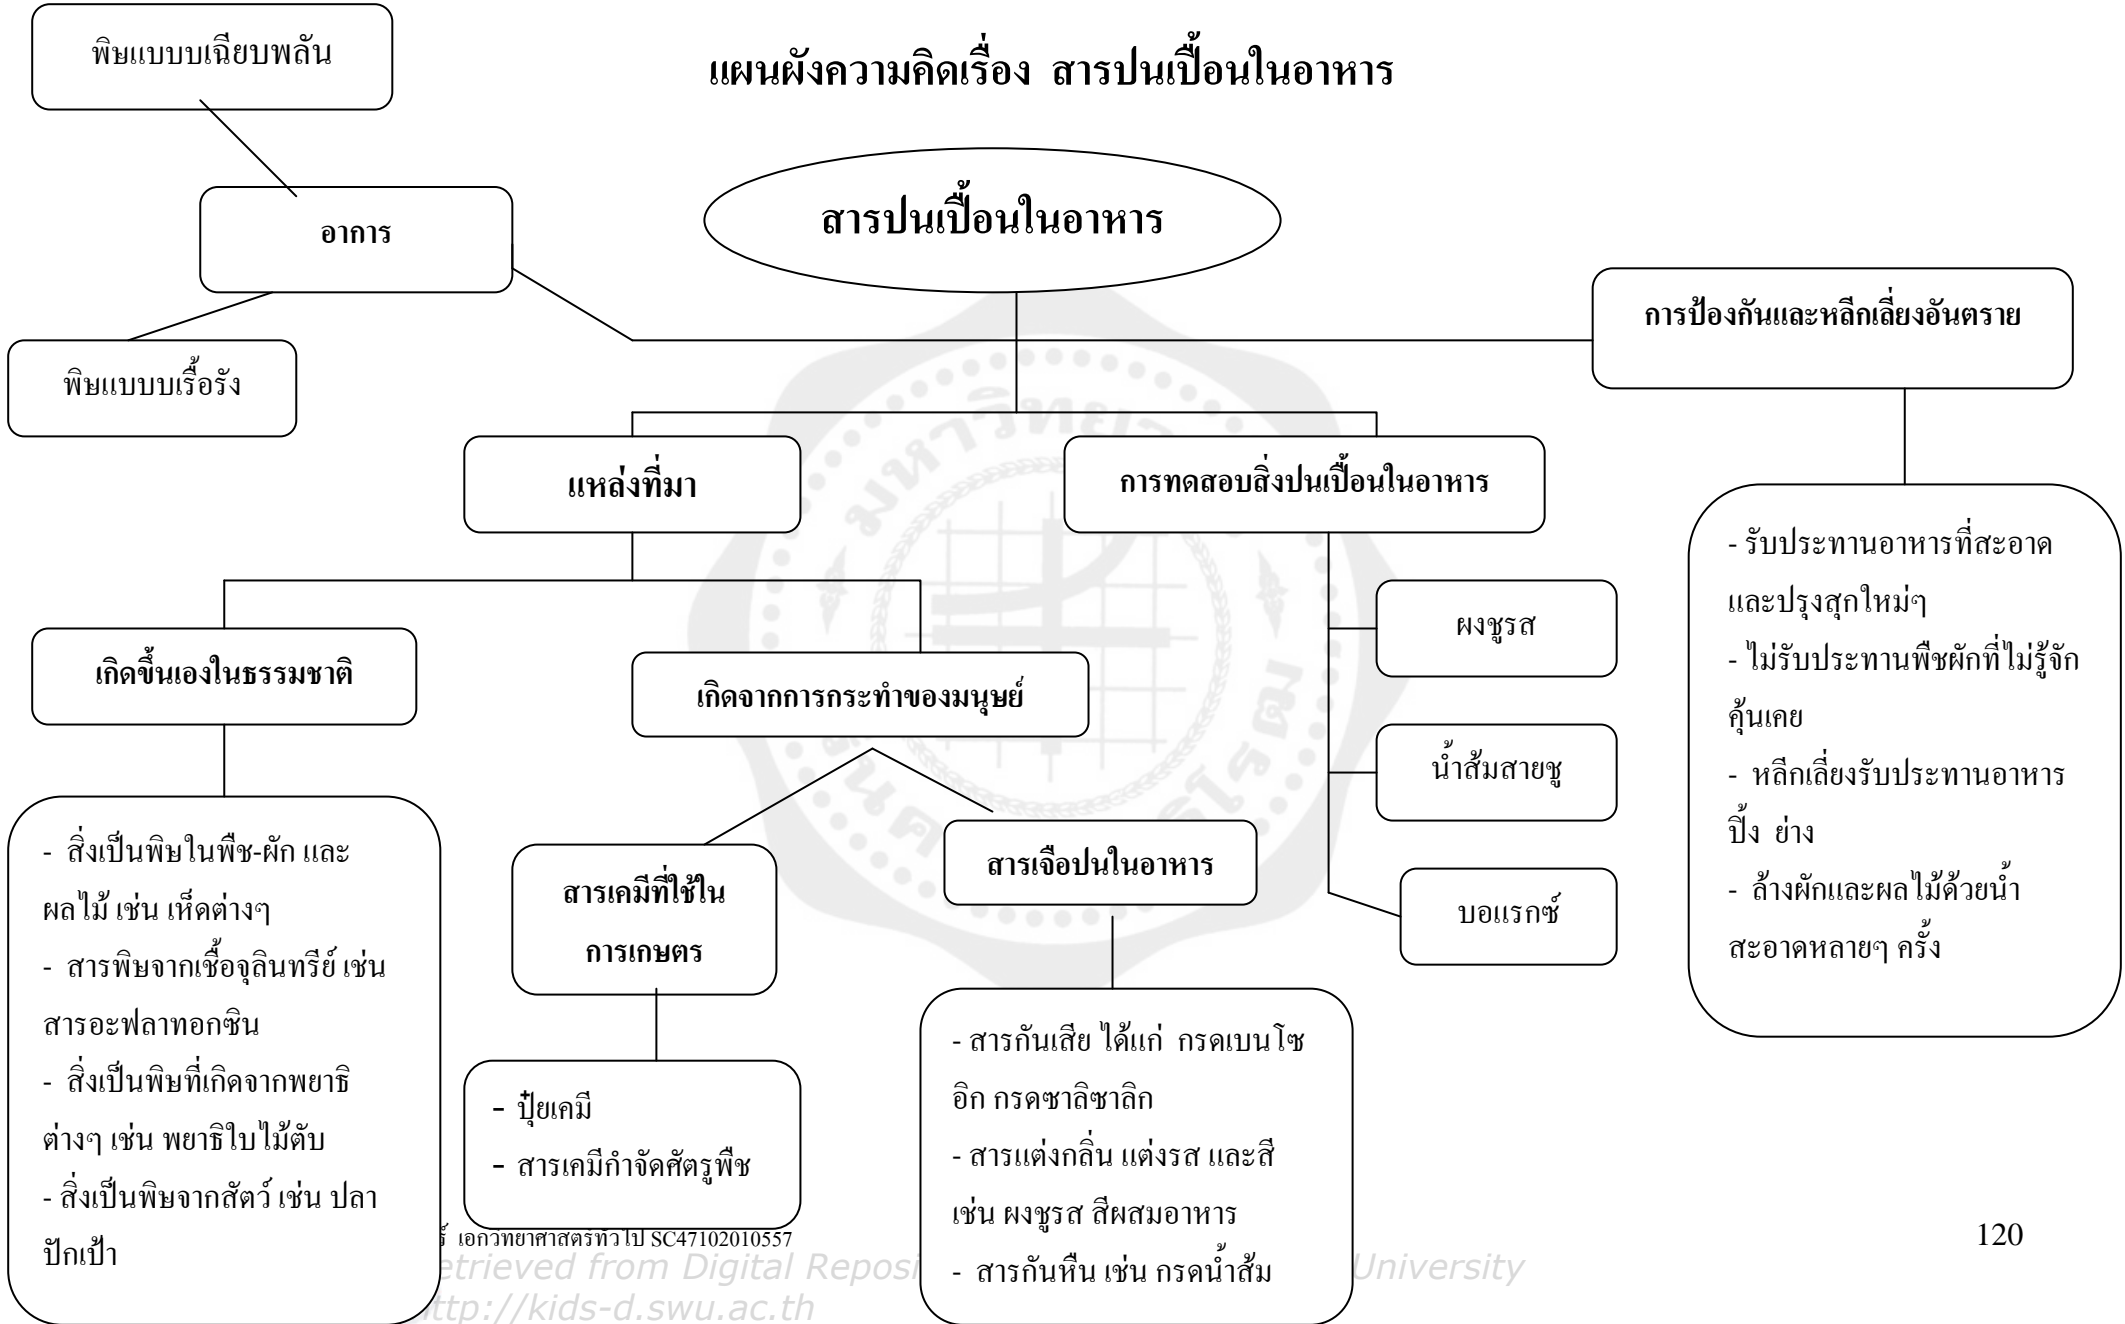 พิษแบบบเฉียบพลัน
แผนผังความคิดเรื่อง สารปนเปื้อนในอาหาร
อาการ
สารปนเปื้อนในอาหาร
การป้องกันและหลีกเลี่ยงอันตราย
พิษแบบบเรื้อรัง
แหล่งที่มา
การทดสอบสิ่งปนเปื้อนในอาหาร
- รับประทานอาหารที่สะอาด
และปรุงสุกใหม่ๆ
- ไม่รับประทานพืชผักที่ไม่รู้จัก
คุ้นเคย
- หลีกเลี่ยงรับประทานอาหาร
ปิ้ง ย่าง
- ล้างผักและผลไม้ด้วยน้ำ
สะอาดหลายๆ ครั้ง
เกิดขึ้นเองในธรรมชาติ
เกิดจากการกระทำของมนุษย์
ผงชูรส
น้ำส้มสายชู
บอแรกซ์
- สิ่งเป็นพิษในพืช-ผัก และ
ผลไม้ เช่น เห็ดต่างๆ
- สารพิษจากเชื้อจุลินทรีย์ เช่น
สารอะฟลาทอกซิน
- สิ่งเป็นพิษที่เกิดจากพยาธิ
ต่างๆ เช่น พยาธิใบไม้ตับ
- สิ่งเป็นพิษจากสัตว์ เช่น ปลา
ปักเป้า
สารเคมีที่ใช้ใน
การเกษตร
สารเจือปนในอาหาร
- ปุ๋ยเคมี
- สารเคมีกำจัดศัตรูพืช
- สารกันเสีย ได้แก่ กรดเบนโซ
อิก กรดซาลิซาลิก
- สารแต่งกลิ่น แต่งรส และสี
เช่น ผงชูรส สีผสมอาหาร
- สารกันหืน เช่น กรดน้ำส้ม
เอกวิทยาศาสตร์ทั่วไป SC47102010557
120
from Digital University
kids-d.swu.ac.th